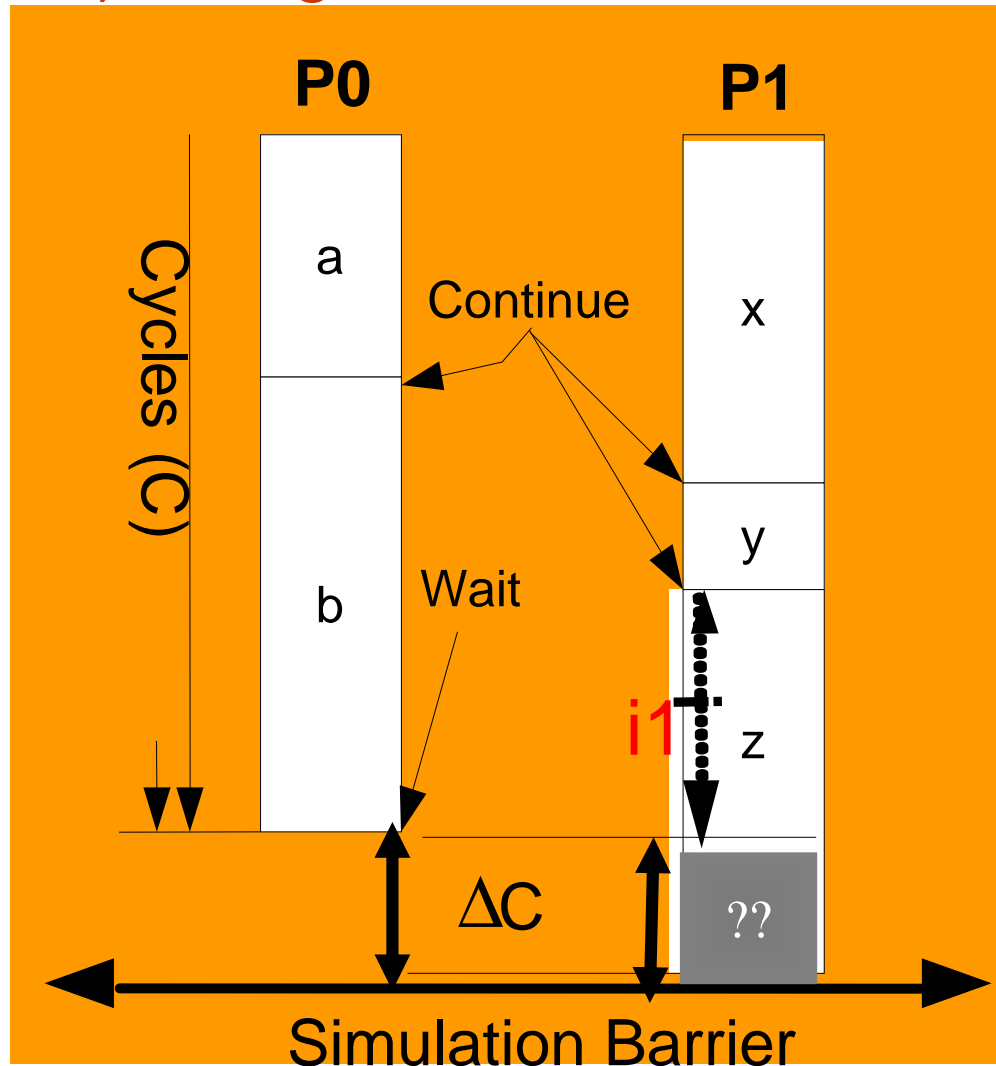 P0
P1
a
x
Continue
Cycles (C)
y
b
Wait
i1
z
ΔC
??
Simulation Barrier